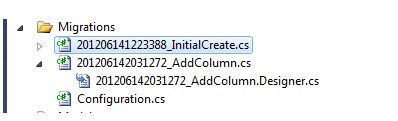 Migrations
201206141223388_InitialCreate.cs
201206142031272_AddColumn.cs
201206142031272_AddColumn.Designer.cs
Configuration.cs